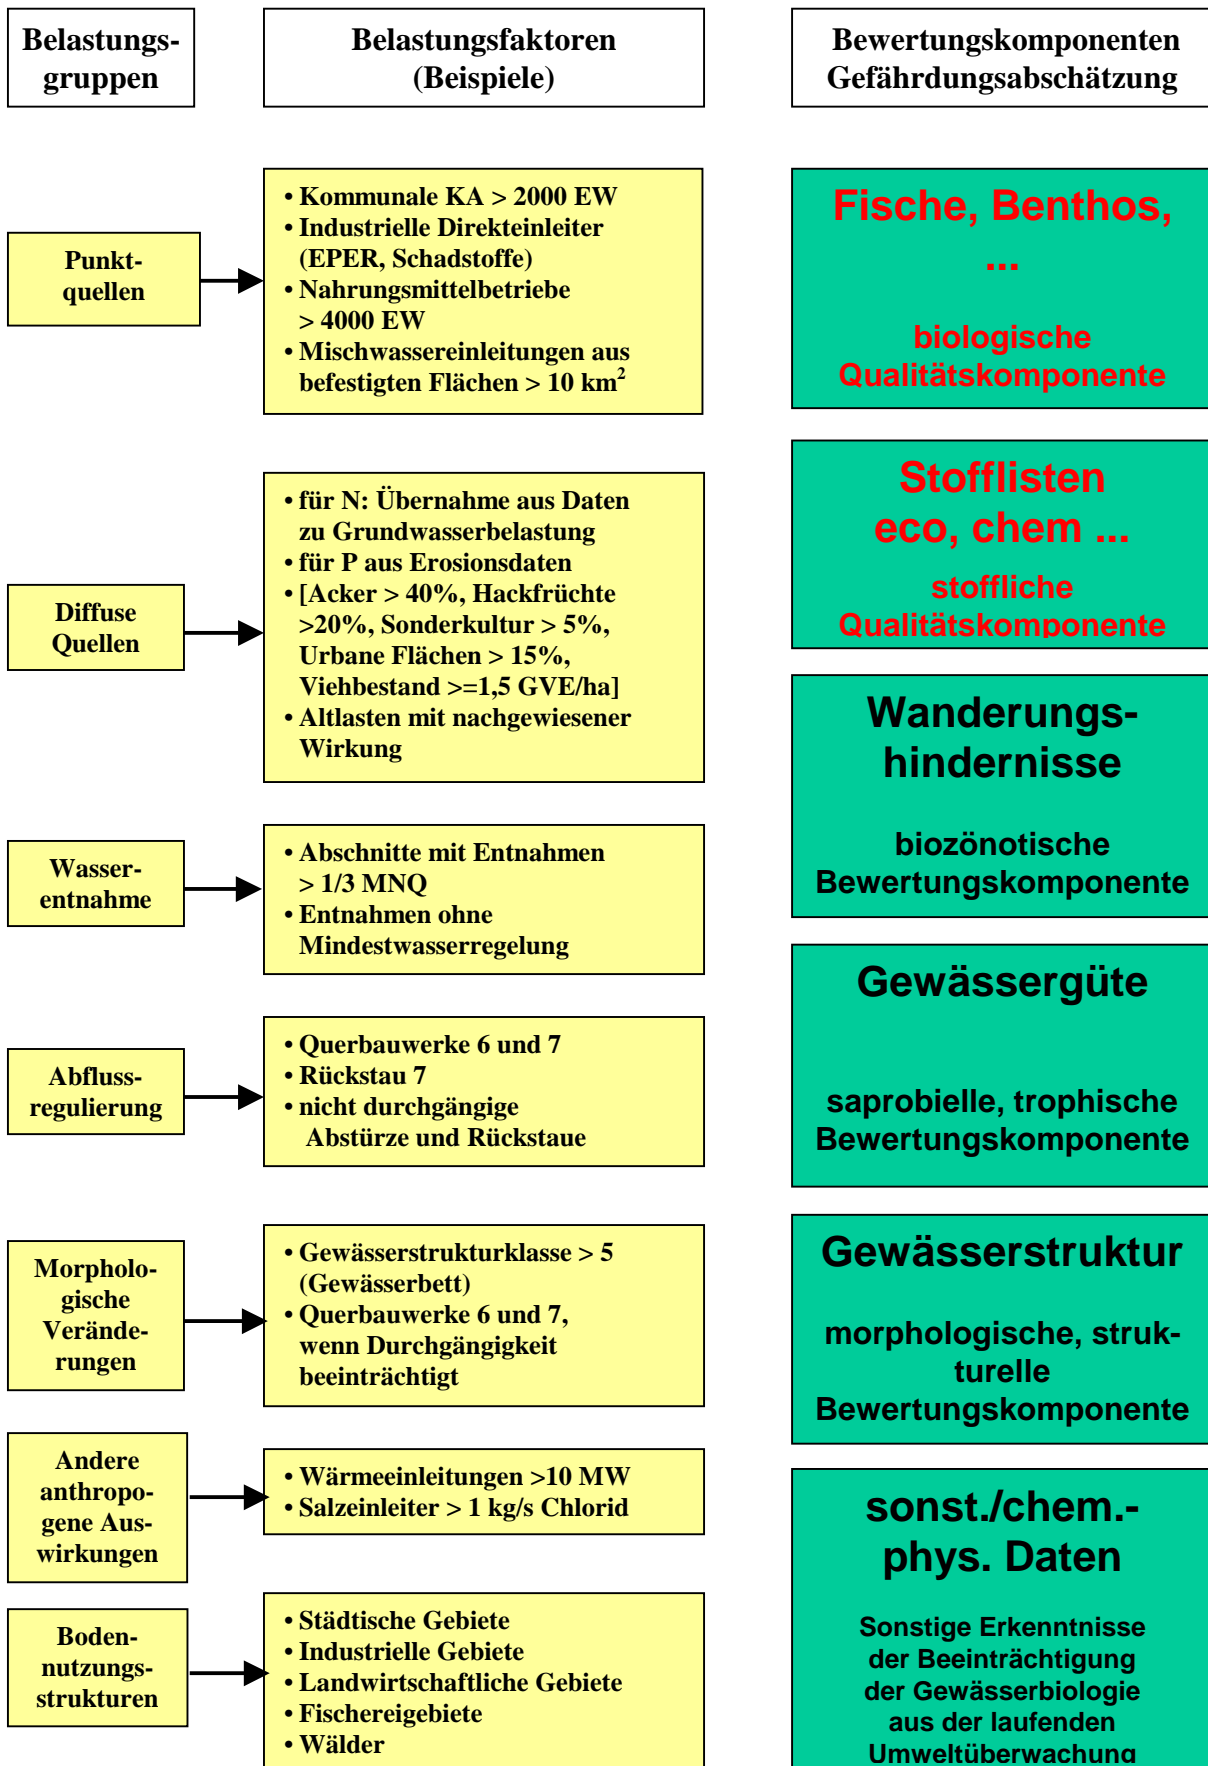 Belastungs-
gruppen
Belastungsfaktoren
(Beispiele)
Bewertungskomponenten
Gefährdungsabschätzung
Punkt-
quellen
• Kommunale KA > 2000 EW
• Industrielle Direkteinleiter
(EPER, Schadstoffe)
• Nahrungsmittelbetriebe
> 4000 EW
• Mischwassereinleitungen aus
befestigten Flächen > 10 km²
Diffuse
Quellen
• für N: Übernahme aus Daten
zu Grundwasserbelastung
• für P aus Erosionsdaten
• [Acker > 40%, Hackfrüchte
>20%, Sonderkultur > 5%,
Urbane Flächen > 15%,
Viehbestand >=1,5 GVE/ha]
• Altlasten mit nachgewiesener
Wirkung
Wasser-
entnahme
• Abschnitte mit Entnahmen
> 1/3 MNQ
• Entnahmen ohne
Mindestwasserregelung
Abfluss-
regulierung
• Querbauwerke 6 und 7
• Rückstau 7
• nicht durchgängige
Abstürze und Rückstaue
Morpholo-
gische
Verände-
rungen
• Gewässerstrukturklasse > 5
(Gewässerbett)
• Querbauwerke 6 und 7,
wenn Durchgängigkeit
beeinträchtigt
Andere
anthropo-
gene Aus-
wirkungen
• Wärmeeinleitungen >10 MW
• Salzeinleiter > 1 kg/s Chlorid
Boden-
nutzungs-
strukturen
• Städtische Gebiete
• Industrielle Gebiete
• Landwirtschaftliche Gebiete
• Fischereigebiete
• Wälder
Fische, Benthos,
...
biologische
Qualitätskomponente
Stofflisten
eco, chem ...
stoffliche
Qualitätskomponente
Wanderungs-
hindernisse
biozönotische
Bewertungskomponente
Gewässergüte
saprobielle, trophische
Bewertungskomponente
Gewässerstruktur
morphologische, struk-
turelle
Bewertungskomponente
sonst./chem.-
phys. Daten
Sonstige Erkenntnisse
der Beeinträchtigung
der Gewässerbiologie
aus der laufenden
Umweltüberwachung